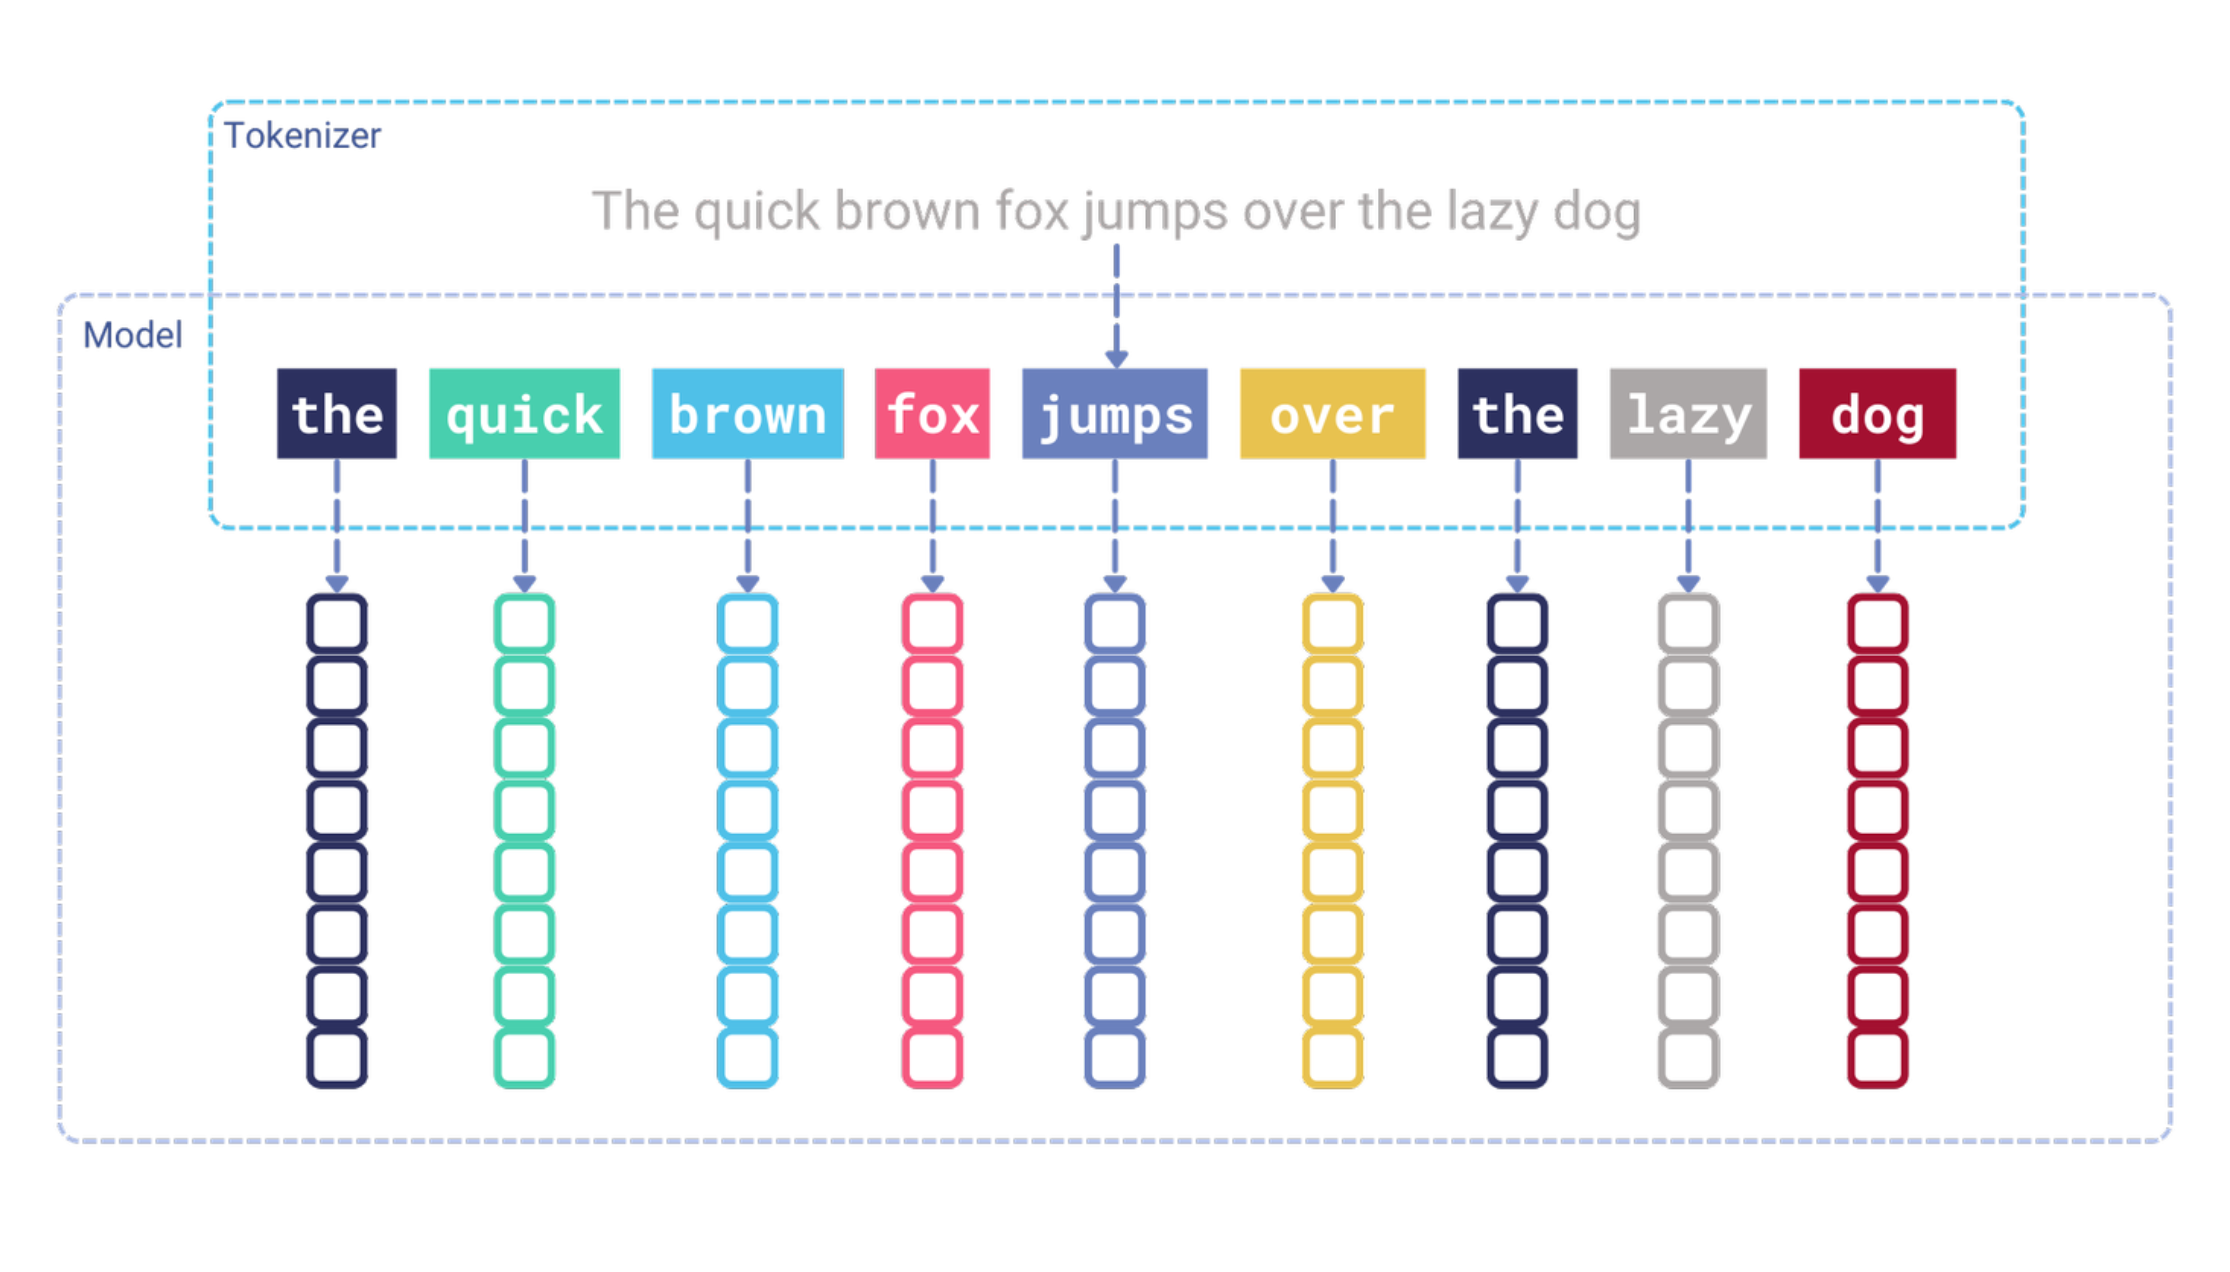 Tokenizer
The quick brown fox jumps over the lazy dog
Model
the quick brown fox jumps over the lazy dog